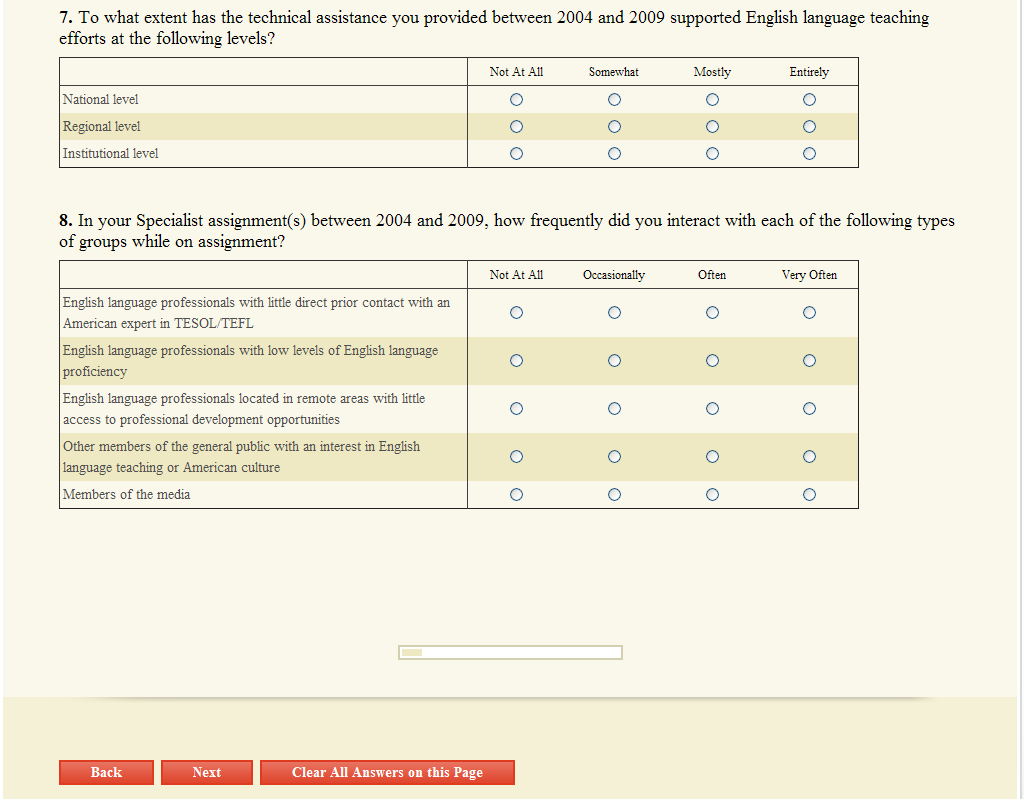 7. To what extent has the technical assistance you provided between 2004 and 2009 supported English language teaching
efforts at the following levels?
Not At All Somewhat Mostly Entirely
National level
Regional level
Institutional level
8. In your Specialist assignment(s) between 2004 and 2009, how frequently did you interact with each of the following types
of groups while on assignment?
Not At All Occasionally Often Very Often
English language professionals with little direct prior contact with an
American expert in TESOL/TEFL
English language professionals with low levels of English language
proficiency
English language professionals located in remote areas with little
access to professional development opportunities
Other members of the general public with an interest in English
language teaching or American culture
Members of the media
Back Next Clear All Answers on this Page